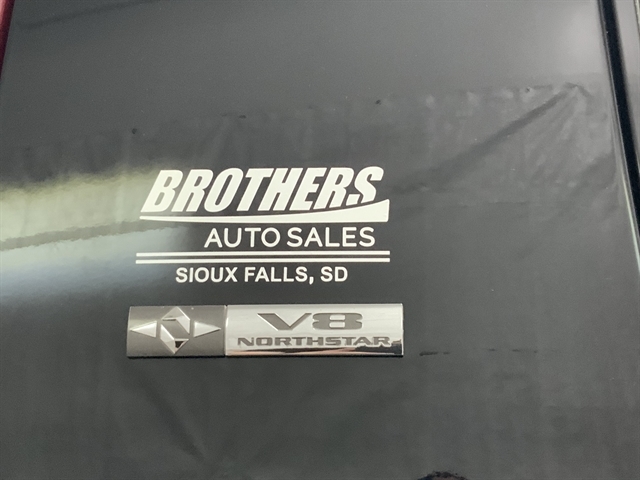 BROTHERS
AUTO SALES
SIOUX FALLS, SD
V8
NORTHSTAR